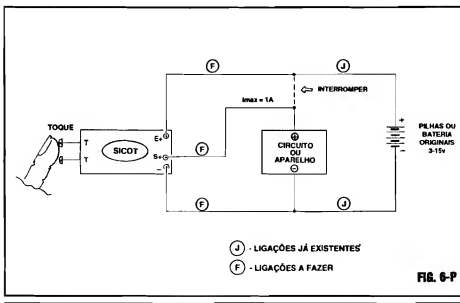 F
J
INTERROMPER
Imax = 1A
TOQUE
T
T
SICOT
E+
S+
–
F
CIRCUITO
OU
APARELHO
+
–
PILHAS OU
BATERIA
ORIGINAIS
3-15v
F
J
J - LIGAÇÕES JÁ EXISTENTES
F - LIGAÇÕES A FAZER
FIG. 6-P